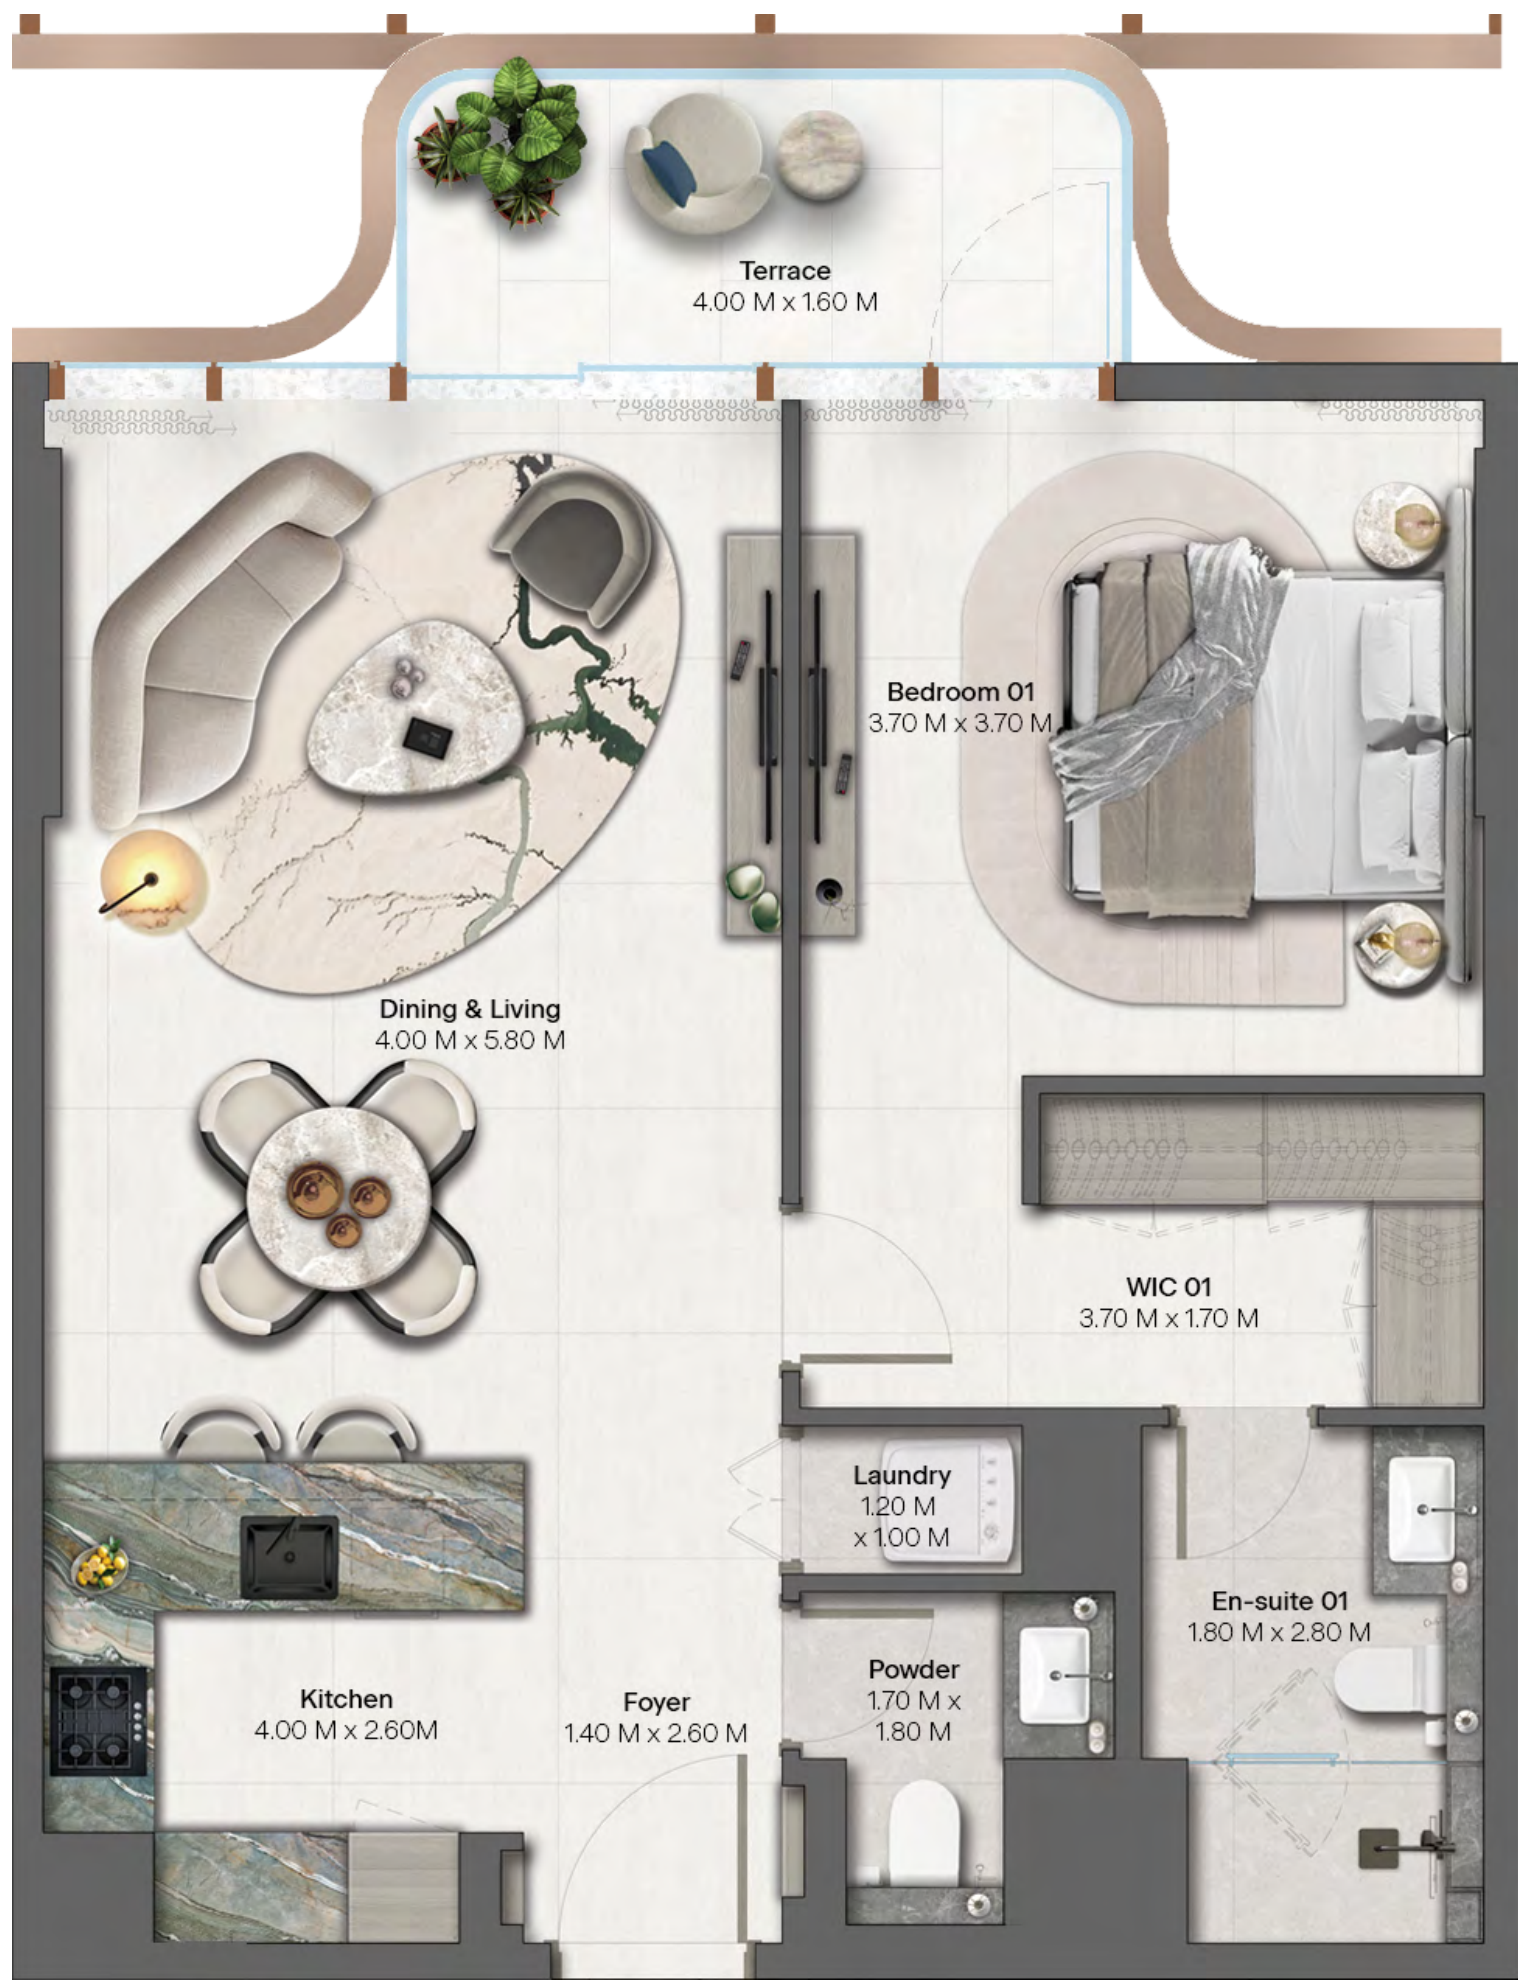 Terrace
4.00 M x 1.60 M
Bedroom 01
3.70 M x 3.70 M
Dining & Living
4.00 M x 5.80 M
WIC 01
3.70 M x 1.70 M
Laundry
1.20 M
x 1.00 M
En-suite 01
1.80 M x 2.80 M
Powder
1.70 M x
1.80 M
Kitchen
4.00 M x 2.60M
Foyer
1.40 M x 2.60 M